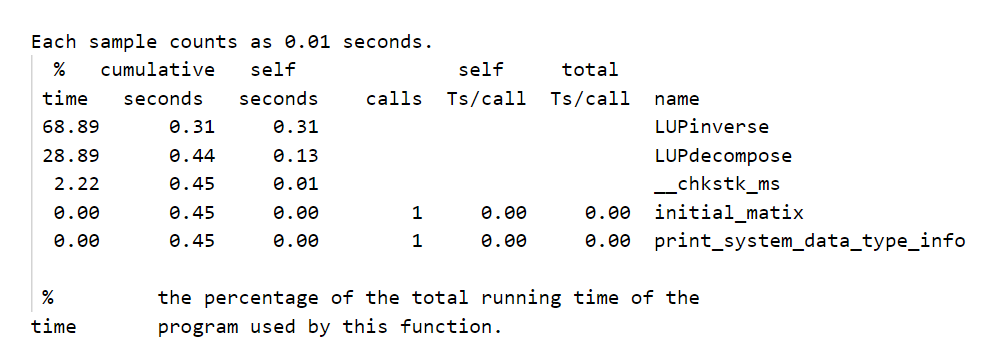 Each sample counts as 0.01 seconds.
  %   cumulative   self              self     total
 time   seconds   seconds    calls  Ts/call  Ts/call  name
 68.89      0.31     0.31                             LUPinverse
 28.89      0.44     0.13                             LUPdecompose
  2.22      0.45     0.01                             __chkstk_ms
  0.00      0.45     0.00        1     0.00     0.00  initial_matix
  0.00      0.45     0.00        1     0.00     0.00  print_system_data_type_info
 %         the percentage of the total running time of the
time       program used by this function.